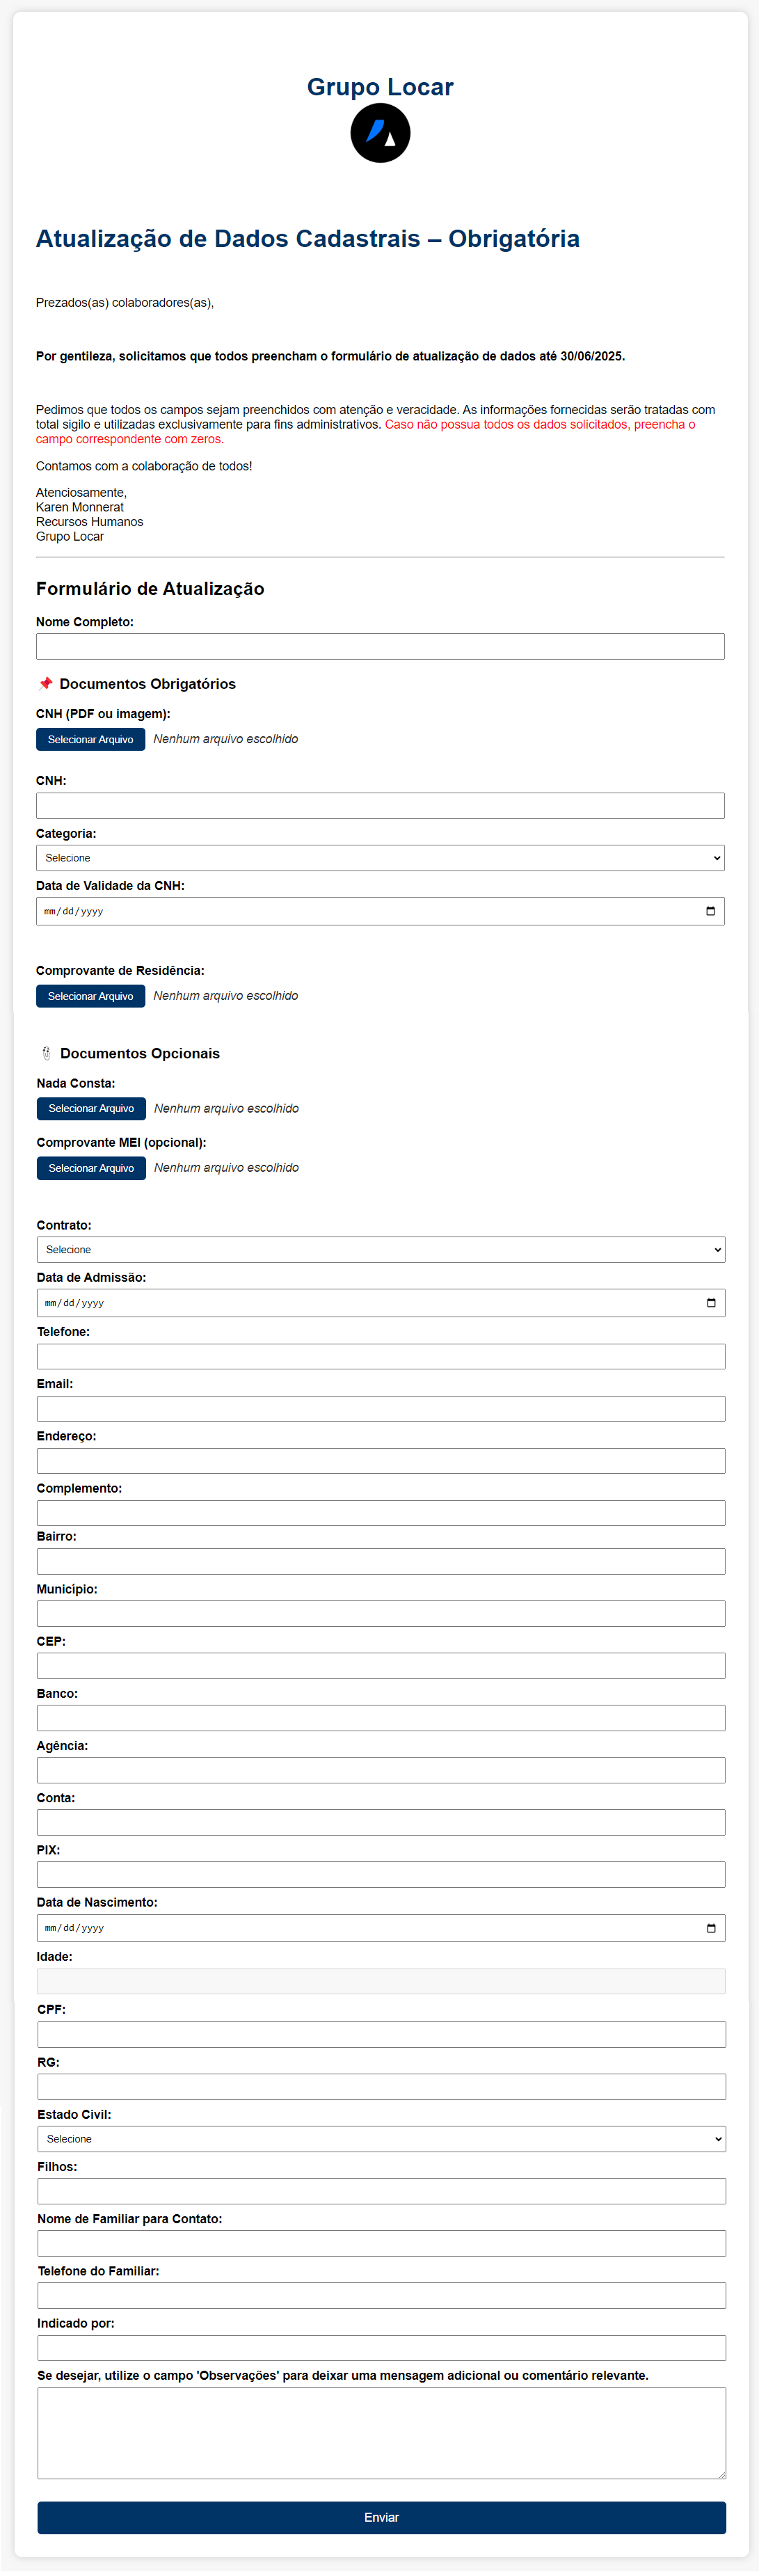 Grupo Locar
Atualização de Dados Cadastrais – Obrigatória
Prezados(as) colaboradores(as),
Por gentileza, solicitamos que todos preencham o formulário de atualização de dados até 30/06/2025.
Pedimos que todos os campos sejam preenchidos com atenção e veracidade. As informações fornecidas serão tratadas com
total sigilo e utilizadas exclusivamente para fins administrativos. Caso não possua todos os dados solicitados, preencha o
campo correspondente com zeros.
Contamos com a colaboração de todos!
Atenciosamente,
Karen Monnerat
Recursos Humanos
Grupo Locar
Formulário de Atualização
Nome Completo:
📌 Documentos Obrigatórios
CNH (PDF ou imagem):
Selecionar Arquivo Nenhum arquivo escolhido
CNH:
Categoria:
Selecione
Data de Validade da CNH:
mm/dd/yyyy
Comprovante de Residência:
Selecionar Arquivo Nenhum arquivo escolhido
📎 Documentos Opcionais
Nada Consta:
Selecionar Arquivo Nenhum arquivo escolhido
Comprovante MEI (opcional):
Selecionar Arquivo Nenhum arquivo escolhido
Contrato:
Selecione
Data de Admissão:
mm/dd/yyyy
Telefone:
Email:
Endereço:
Complemento:
Bairro:
Município:
CEP:
Banco:
Agência:
Conta:
PIX:
Data de Nascimento:
mm/dd/yyyy
Idade:
CPF:
RG:
Estado Civil:
Selecione
Filhos:
Nome de Familiar para Contato:
Telefone do Familiar:
Indicado por:
Se desejar, utilize o campo 'Observações' para deixar uma mensagem adicional ou comentário relevante.
Enviar